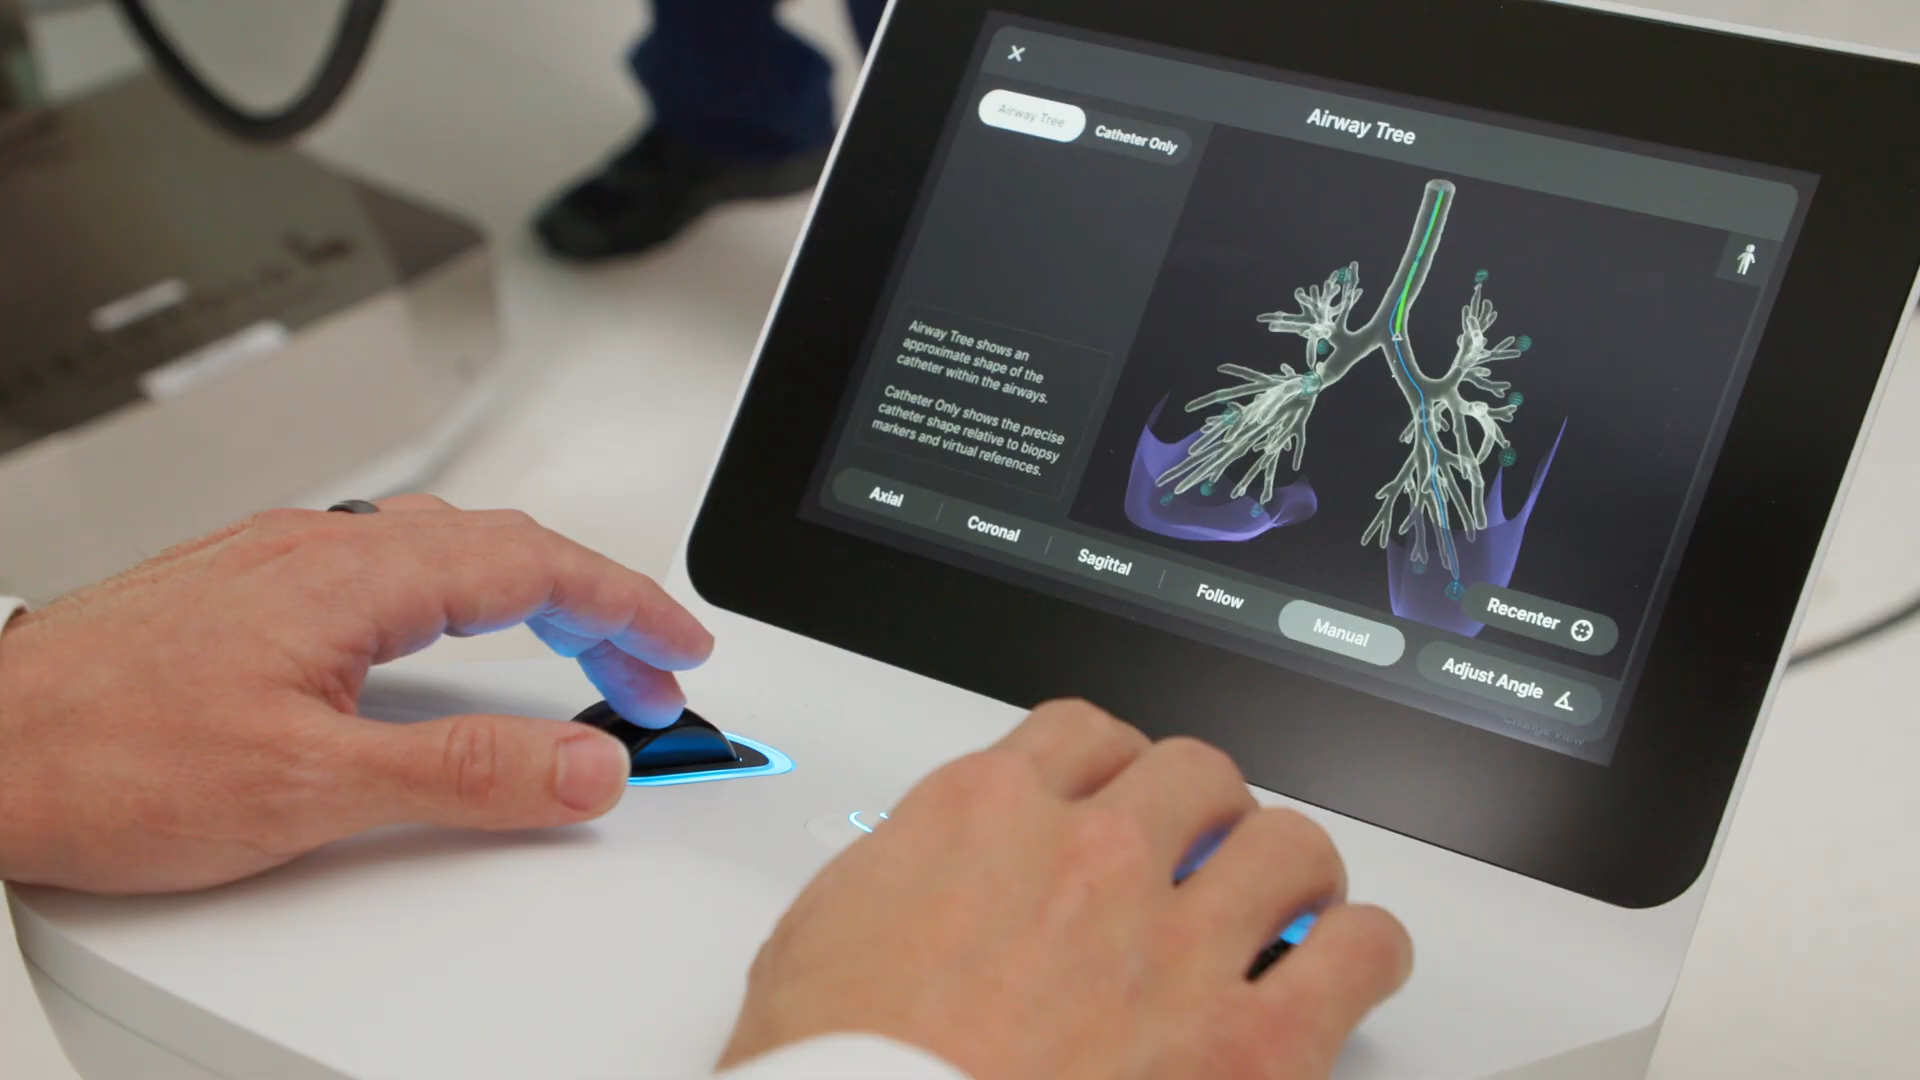 Airway Tree
Airway Tree
Catheter Only
Airway Tree shows an
approximate shape of the
catheter within the airways.
Catheter Only shows the precise
catheter shape relative to biopsy
markers and virtual references.
Axial
Coronal
Sagittal
Follow
Manual
Recenter
Adjust Angle
Change View